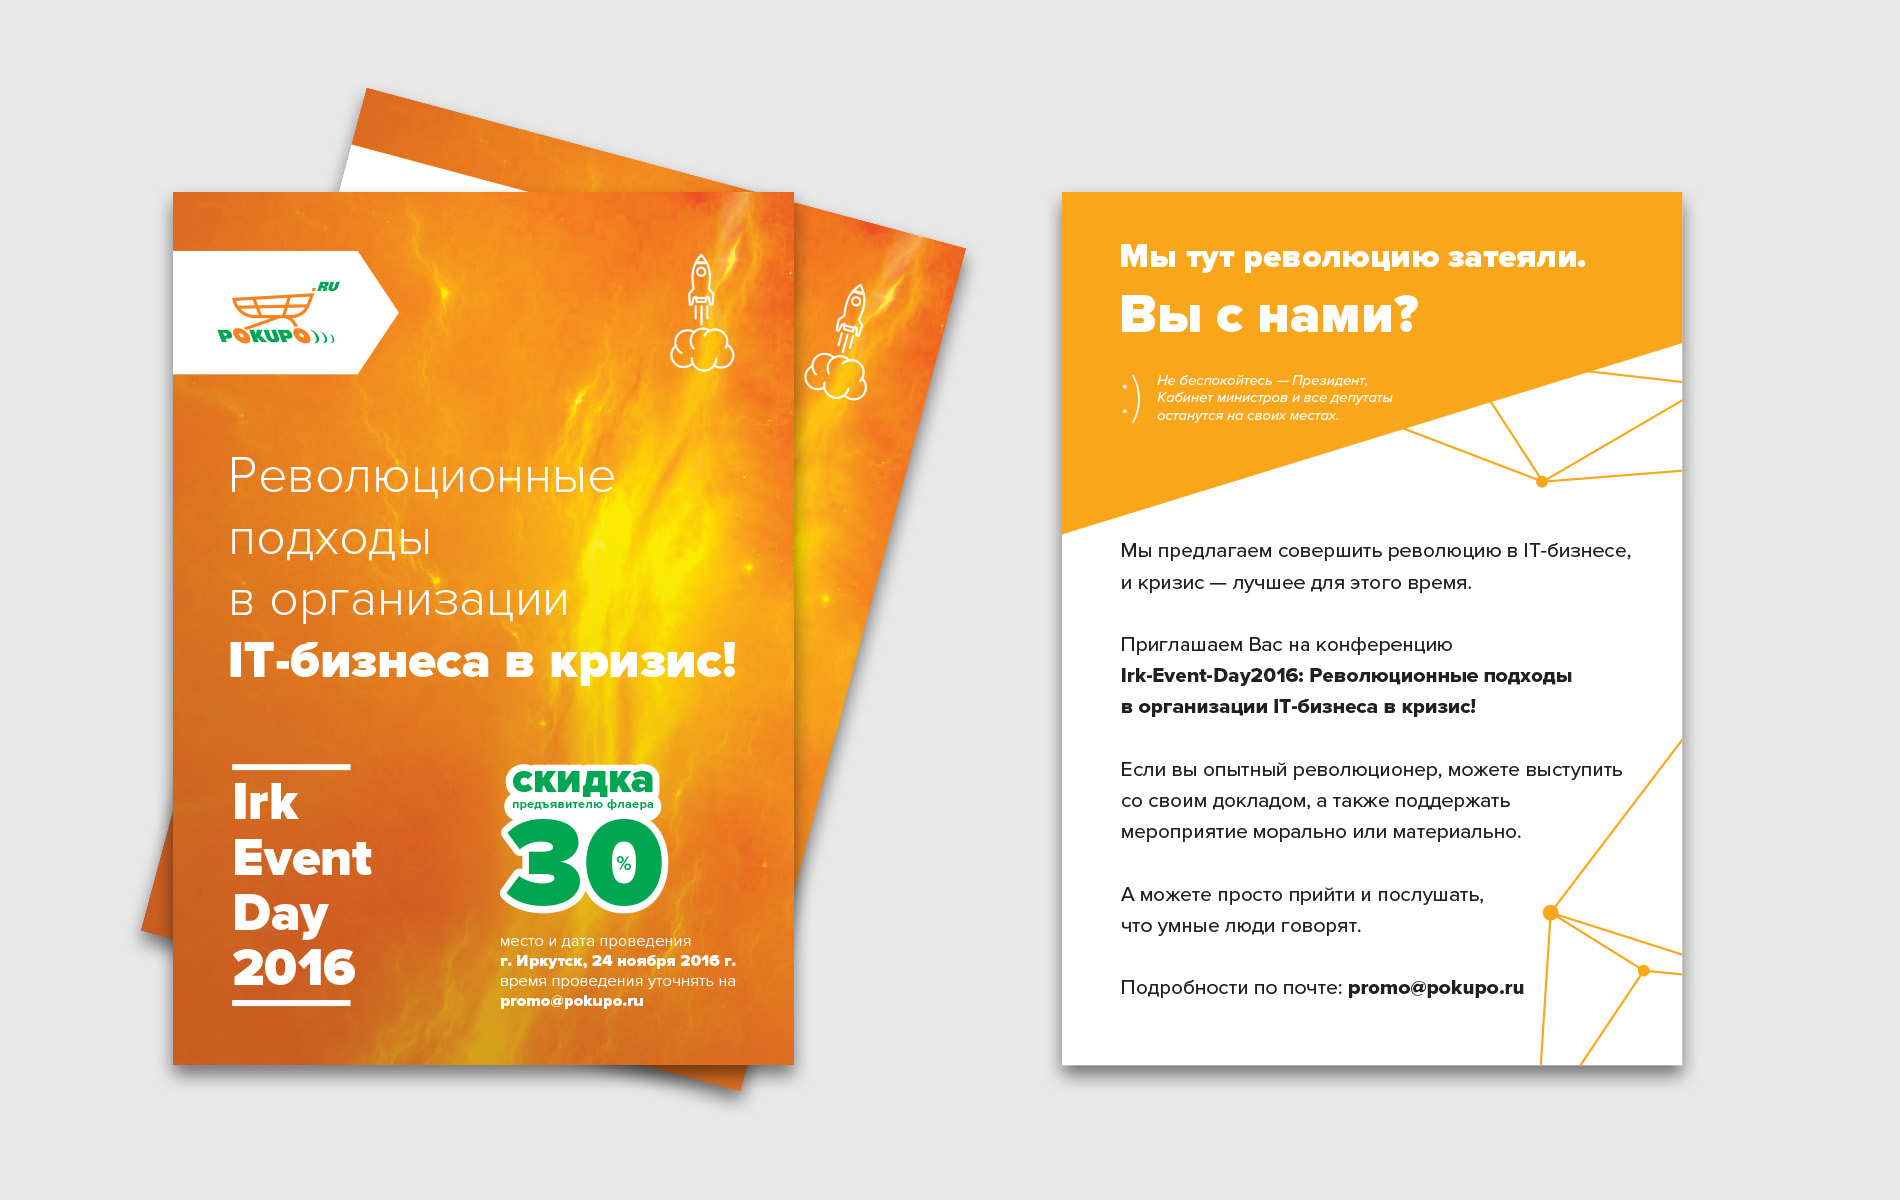 .RU
POKUPO
Революционные
подходы
в организации
IT-бизнеса в кризис!
Irk
Event
Day
2016
скидка
предъявителю флаера
30
%
место и дата проведения
г. Иркутск, 24 ноября 2016 г.
время проведения уточнять на
promo@pokupo.ru
Мы тут революцию затеяли.
Вы с нами?
:)
Не беспокойтесь — Президент,
Кабинет министров и все депутаты
останутся на своих местах.
Мы предлагаем совершить революцию в IT-бизнесе,
и кризис — лучшее для этого время.
Приглашаем Вас на конференцию
Irk-Event-Day2016: Революционные подходы
в организации IT-бизнеса в кризис!
Если вы опытный революционер, можете выступить
со своим докладом, а также поддержать
мероприятие морально или материально.
А можете просто прийти и послушать,
что умные люди говорят.
Подробности по почте: promo@pokupo.ru